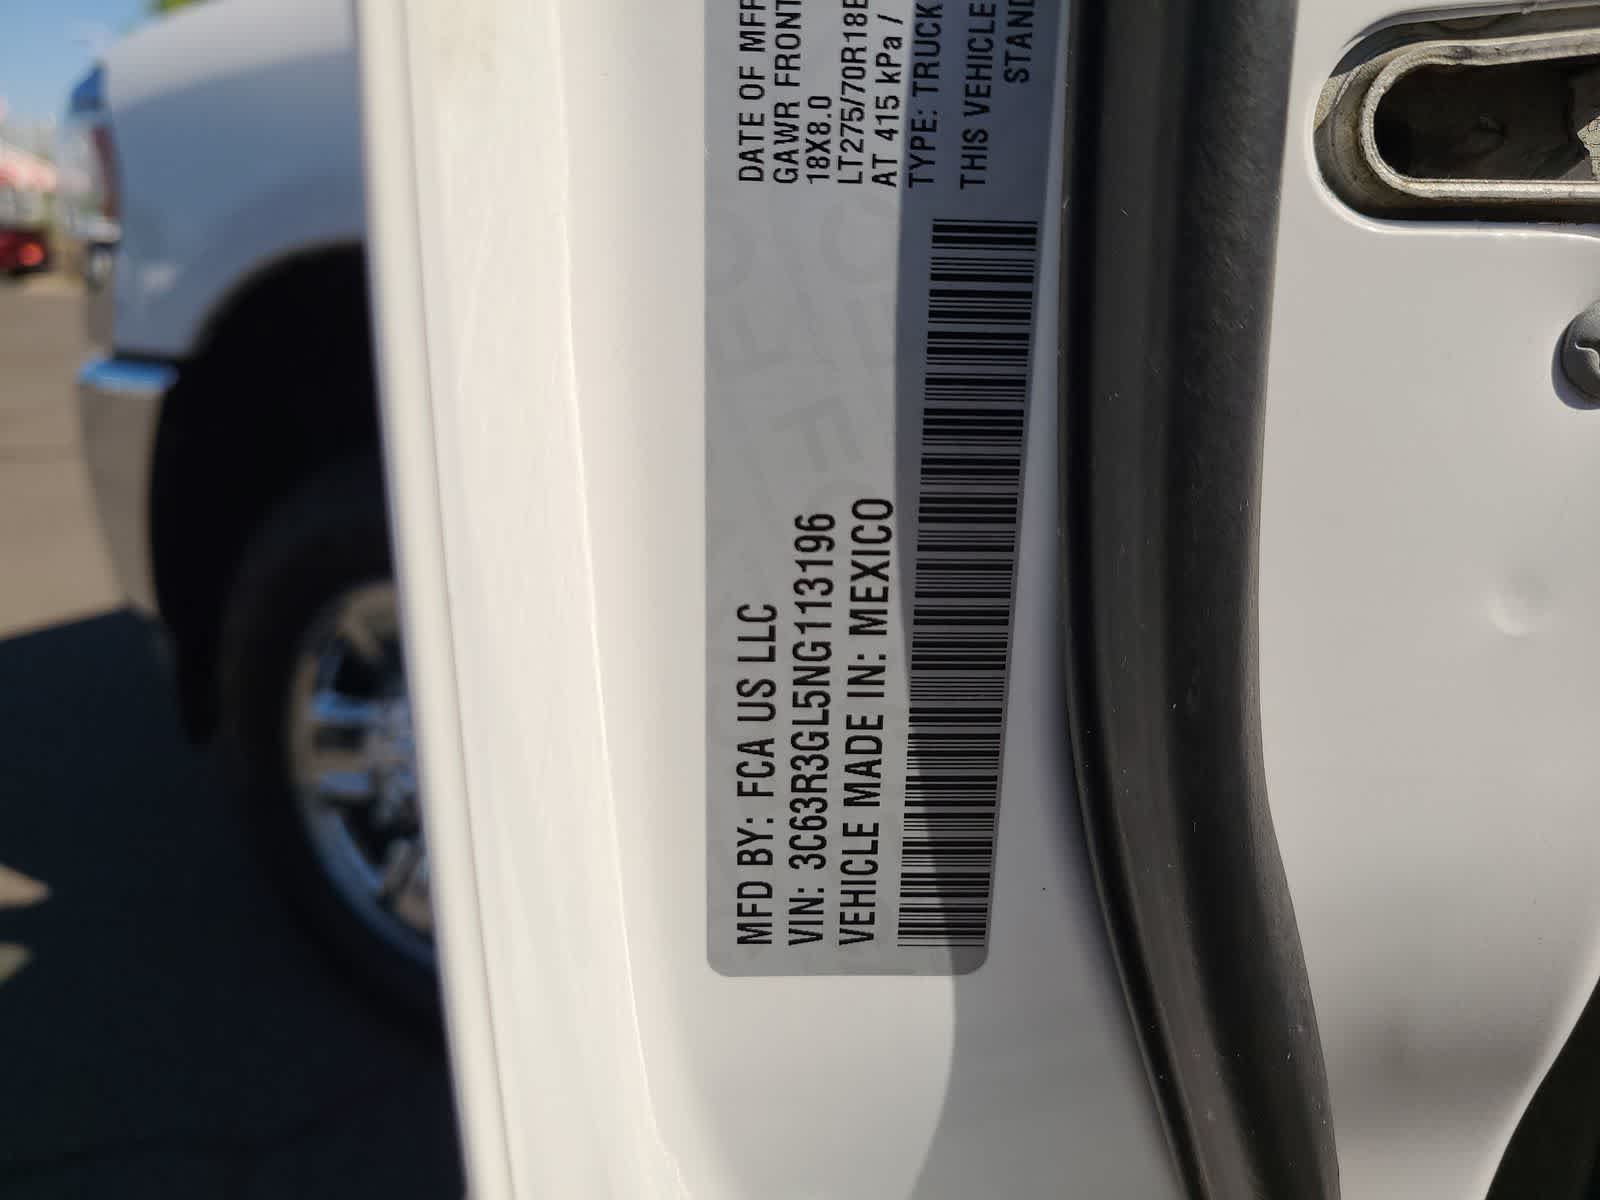 MFD BY: FCA US LLC
VIN: 3C63R3GL5NG113196
VEHICLE MADE IN: MEXICO
DATE OF MFR
GAWR FRONT
18X8.0
LT275/70R18E
AT 415 kPa /
TYPE: TRUCK
THIS VEHICLE
STAND